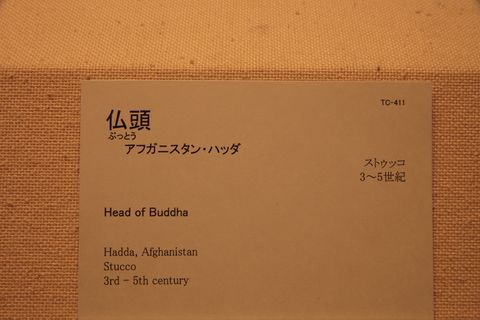 TC-411
仏頭
ぶっとう
アフガニスタン・ハッダ
ストゥッコ
3～5世紀
Head of Buddha
Hadda, Afghanistan
Stucco
3rd - 5th century